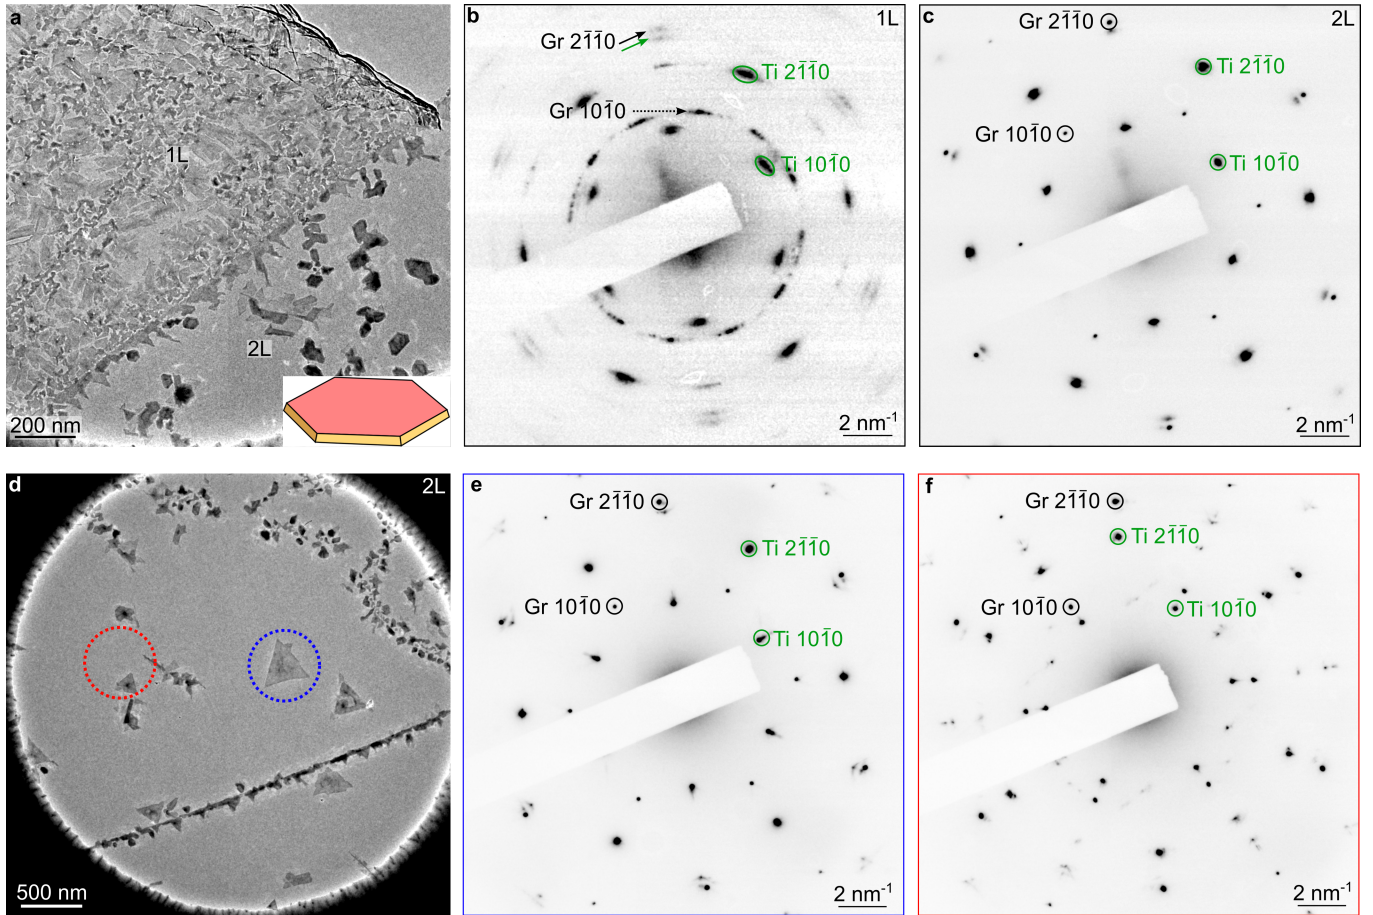 a
1L
2L
200 nm
b
1L
Gr 21̄1̄0
Ti 21̄1̄0
Gr 101̄0
Ti 101̄0
2 nm⁻¹
c
2L
Gr 21̄1̄0
Ti 21̄1̄0
Gr 101̄0
Ti 101̄0
2 nm⁻¹
d
2L
500 nm
e
Gr 21̄1̄0
Ti 21̄1̄0
Gr 101̄0
Ti 101̄0
2 nm⁻¹
f
Gr 21̄1̄0
Ti 21̄1̄0
Gr 101̄0
Ti 101̄0
2 nm⁻¹